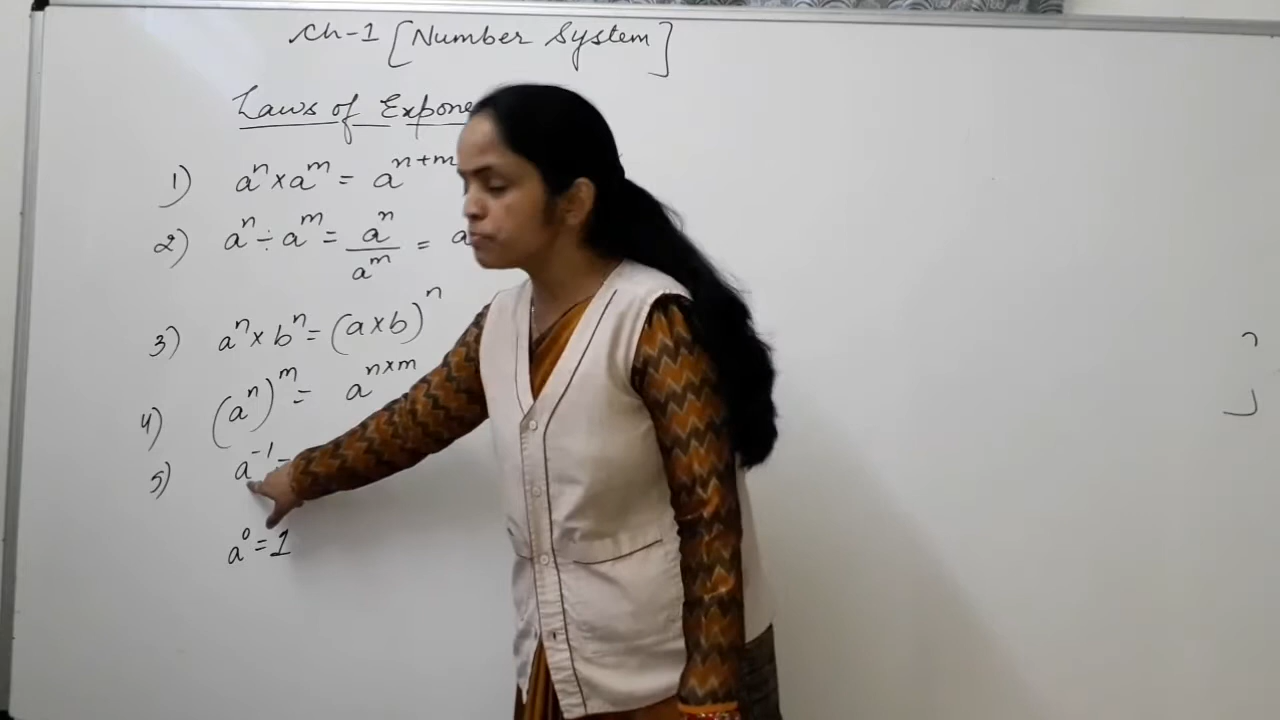 Ch-1 [Number System]
Laws of
1) aⁿ × aᵐ = aⁿ⁺ᵐ
2) aⁿ ÷ aᵐ = aⁿ/aᵐ = a
3) aⁿ × bⁿ = (a × b)ⁿ
4) (aⁿ)ᵐ = aⁿˣᵐ
5) a⁻¹ =
a⁰ = 1